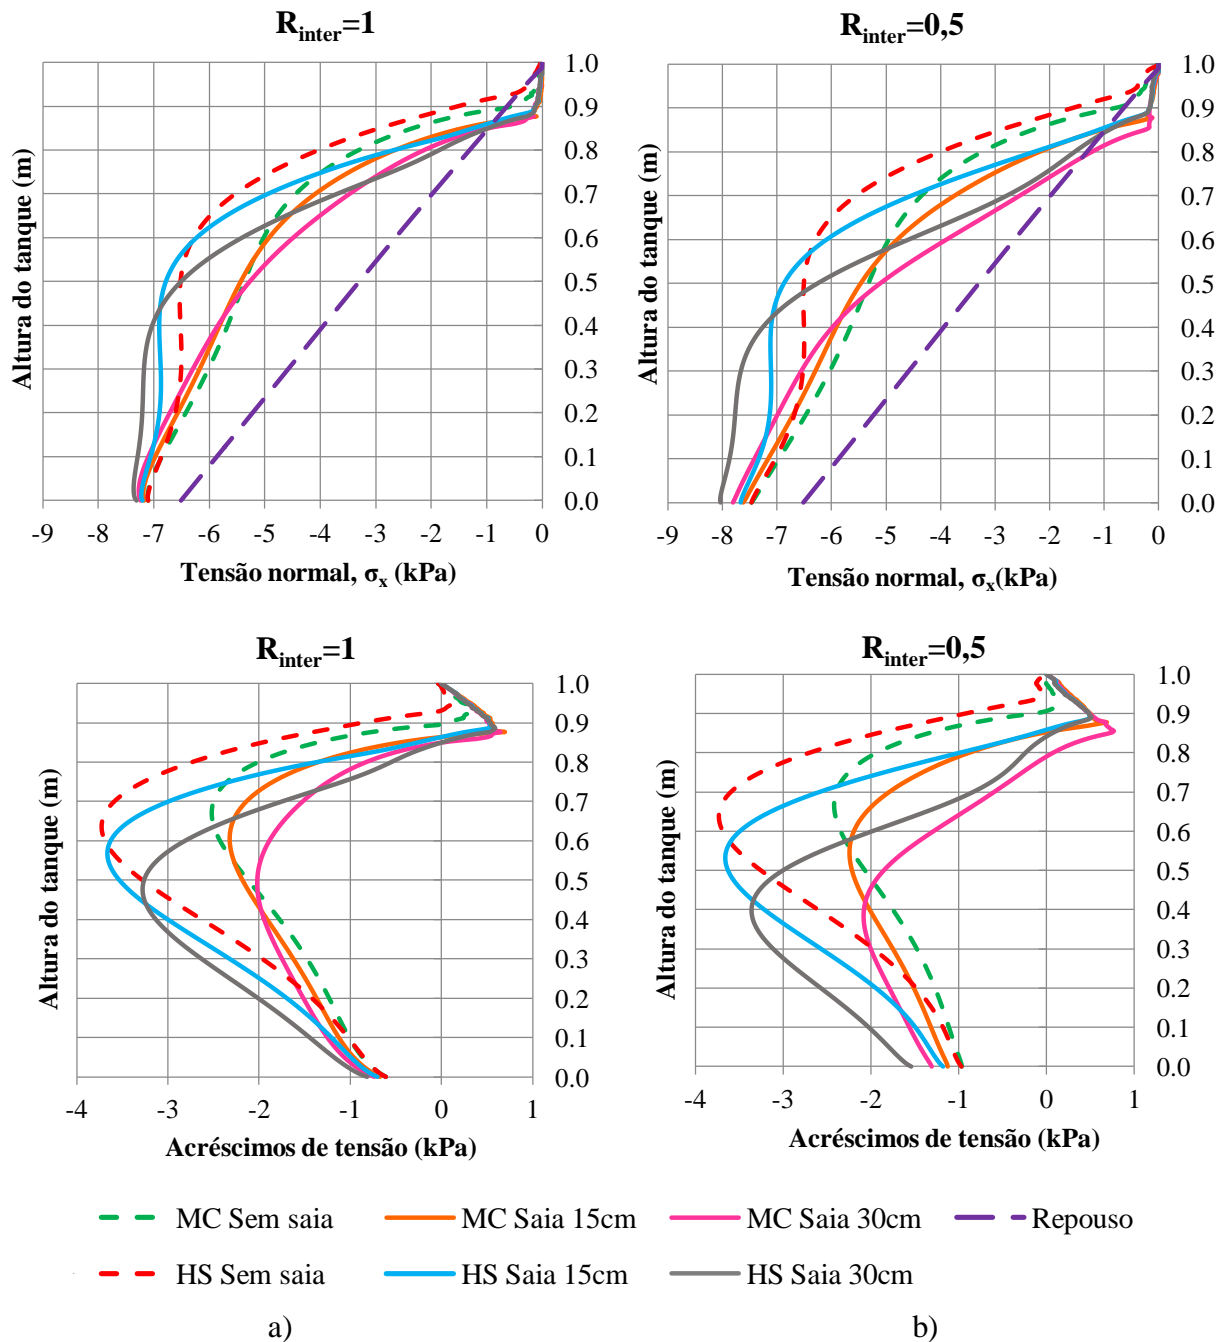 R_inter=1
1.0
0.9
0.8
0.7
0.6
0.5
0.4
0.3
0.2
0.1
0.0
Altura do tanque (m)
-9 -8 -7 -6 -5 -4 -3 -2 -1 0
Tensão normal, σ_x (kPa)
R_inter=0,5
1.0
0.9
0.8
0.7
0.6
0.5
0.4
0.3
0.2
0.1
0.0
Altura do tanque (m)
-9 -8 -7 -6 -5 -4 -3 -2 -1 0
Tensão normal, σ_x(kPa)
R_inter=1
1.0
0.9
0.8
0.7
0.6
0.5
0.4
0.3
0.2
0.1
0.0
Altura do tanque (m)
-4 -3 -2 -1 0 1
Acréscimos de tensão (kPa)
R_inter=0,5
1.0
0.9
0.8
0.7
0.6
0.5
0.4
0.3
0.2
0.1
0.0
Altura do tanque (m)
-4 -3 -2 -1 0 1
Acréscimos de tensão (kPa)
MC Sem saia MC Saia 15cm MC Saia 30cm Repouso
HS Sem saia HS Saia 15cm HS Saia 30cm
a) b)